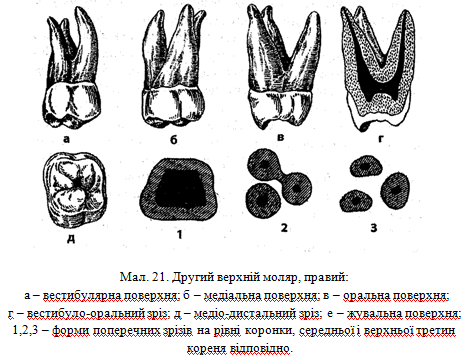 а б в г
д 1 2 3
Мал. 21. Другий верхній моляр, правий:
а – вестибулярна поверхня; б – медіальна поверхня; в – оральна поверхня;
г – вестибуло-оральний зріз; д – медіо-дистальний зріз; е – жувальна поверхня;
1,2,3 – форми поперечних зрізів на рівні коронки, середньої і верхньої третин
кореня відповідно.